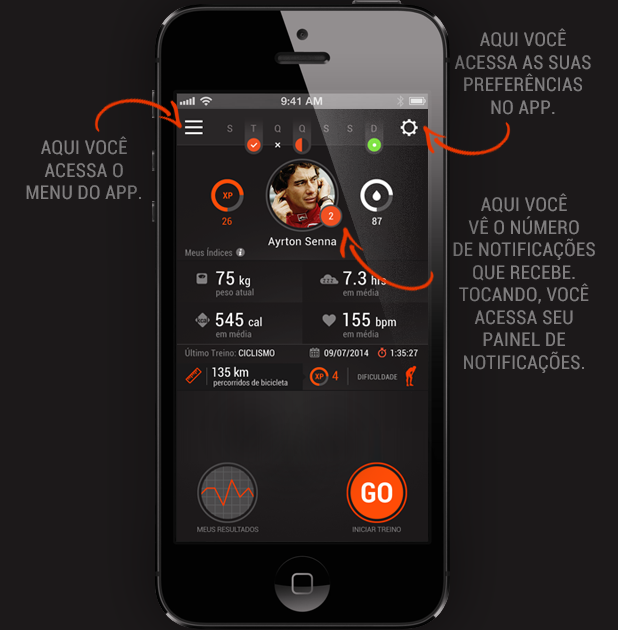 AQUI VOCÊ
ACESSA AS SUAS
PREFERÊNCIAS
NO APP.
9:41 AM
S T Q Q S S D
AQUI VOCÊ
ACESSA O
MENU DO APP.
XP
26
87
2
Ayrton Senna
AQUI VOCÊ
VÊ O NÚMERO
DE NOTIFICAÇÕES
QUE RECEBE.
TOCANDO, VOCÊ
ACESSA SEU
PAINEL DE
NOTIFICAÇÕES.
Meus Índices i
75 kg
peso atual
7.3 hrs
em média
545 cal
em média
155 bpm
em média
Último Treino: CICLISMO 09/07/2014 1:35:27
135 km
percorridos de bicicleta
XP 4 DIFICULDADE
GO
MEUS RESULTADOS
INICIAR TREINO